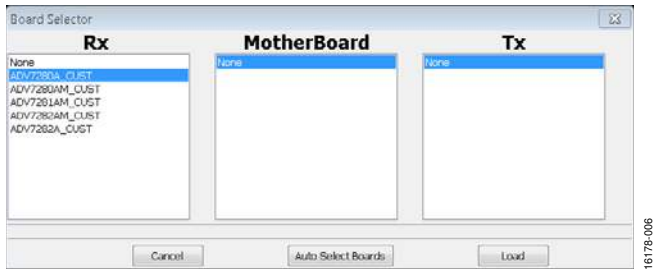 Board Selector
Rx
MotherBoard
Tx
None
ADV7280A_CUST
ADV7280AM_CUST
ADV7281AM_CUST
ADV7282AM_CUST
ADV7282A_CUST
None
None
Cancel
Auto Select Boards
Load
16178-006